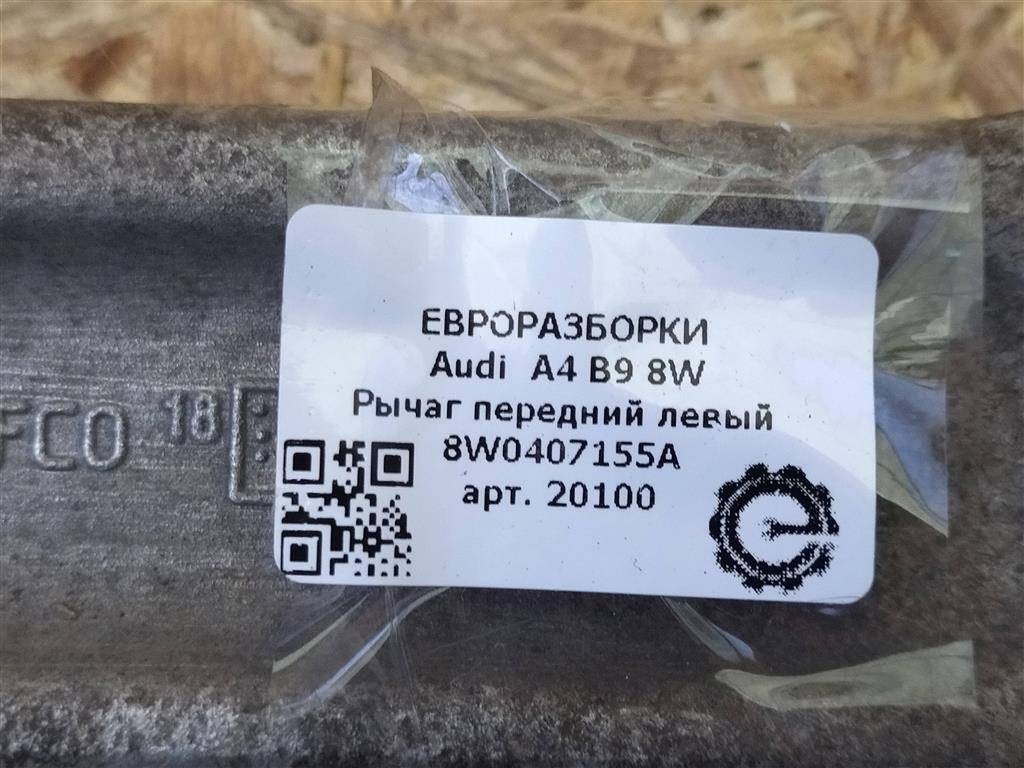 ЕВРОРАЗБОРКИ
Audi A4 B9 8W
Рычаг передний левый
8W0407155A
арт. 20100
FCO 18